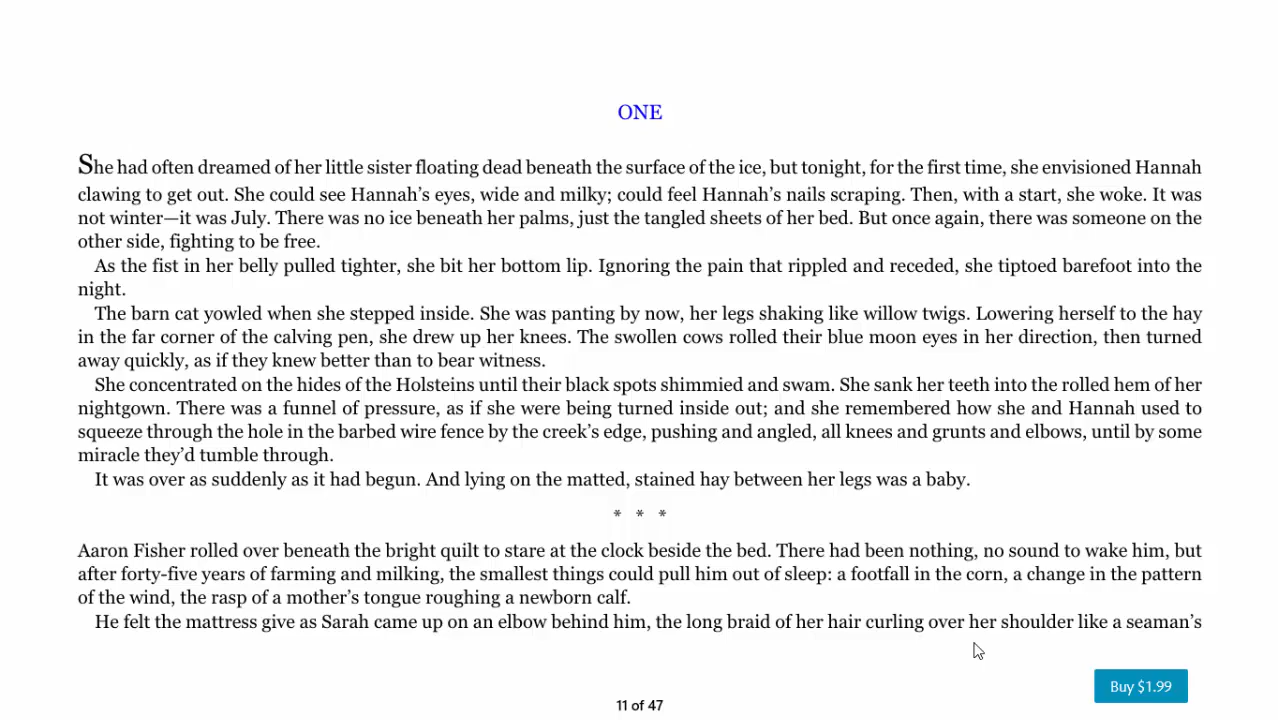 ONE
She had often dreamed of her little sister floating dead beneath the surface of the ice, but tonight, for the first time, she envisioned Hannah
clawing to get out. She could see Hannah’s eyes, wide and milky; could feel Hannah’s nails scraping. Then, with a start, she woke. It was
not winter—it was July. There was no ice beneath her palms, just the tangled sheets of her bed. But once again, there was someone on the
other side, fighting to be free.
As the fist in her belly pulled tighter, she bit her bottom lip. Ignoring the pain that rippled and receded, she tiptoed barefoot into the
night.
The barn cat yowled when she stepped inside. She was panting by now, her legs shaking like willow twigs. Lowering herself to the hay
in the far corner of the calving pen, she drew up her knees. The swollen cows rolled their blue moon eyes in her direction, then turned
away quickly, as if they knew better than to bear witness.
She concentrated on the hides of the Holsteins until their black spots shimmied and swam. She sank her teeth into the rolled hem of her
nightgown. There was a funnel of pressure, as if she were being turned inside out; and she remembered how she and Hannah used to
squeeze through the hole in the barbed wire fence by the creek’s edge, pushing and angled, all knees and grunts and elbows, until by some
miracle they’d tumble through.
It was over as suddenly as it had begun. And lying on the matted, stained hay between her legs was a baby.
* * *
Aaron Fisher rolled over beneath the bright quilt to stare at the clock beside the bed. There had been nothing, no sound to wake him, but
after forty-five years of farming and milking, the smallest things could pull him out of sleep: a footfall in the corn, a change in the pattern
of the wind, the rasp of a mother’s tongue roughing a newborn calf.
He felt the mattress give as Sarah came up on an elbow behind him, the long braid of her hair curling over her shoulder like a seaman’s
Buy $1.99
11 of 47